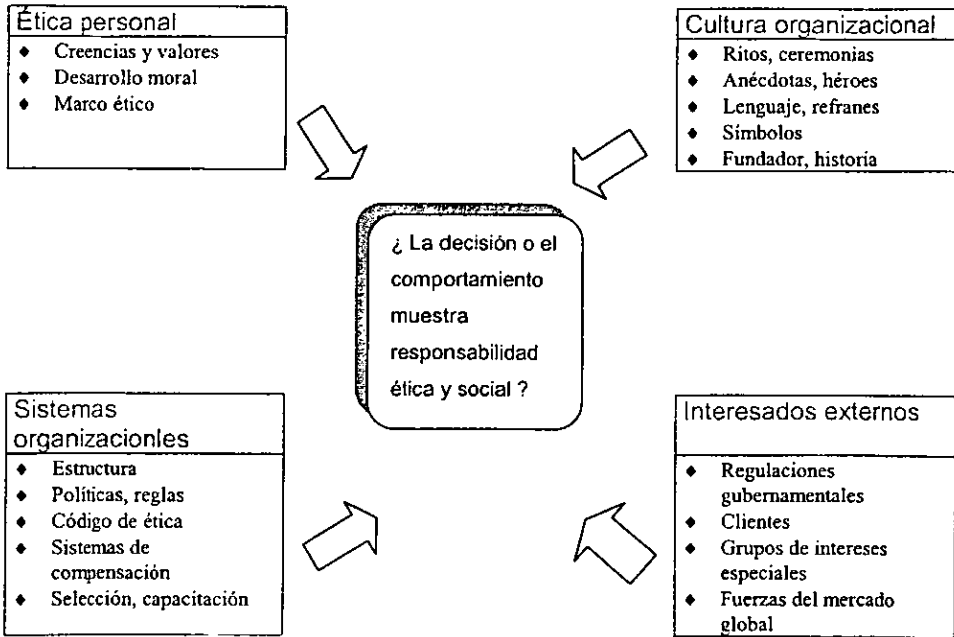 Ética personal
♦ Creencias y valores
♦ Desarrollo moral
♦ Marco ético
Cultura organizacional
♦ Ritos, ceremonias
♦ Anécdotas, héroes
♦ Lenguaje, refranes
♦ Símbolos
♦ Fundador, historia
¿ La decisión o el
comportamiento
muestra
responsabilidad
ética y social ?
Sistemas
organizacionles
♦ Estructura
♦ Políticas, reglas
♦ Código de ética
♦ Sistemas de
compensación
♦ Selección, capacitación
Interesados externos
♦ Regulaciones
gubernamentales
♦ Clientes
♦ Grupos de intereses
especiales
♦ Fuerzas del mercado
global